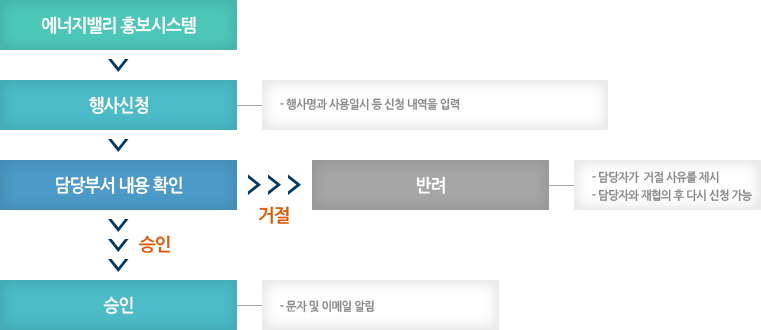 에너지밸리 홍보시스템
행사신청
- 행사명과 사용일시 등 신청 내역을 입력
담당부서 내용 확인
거절
반려
- 담당자가 거절 사유를 제시
- 담당자와 재협의 후 다시 신청 가능
승인
승인
- 문자 및 이메일 알림